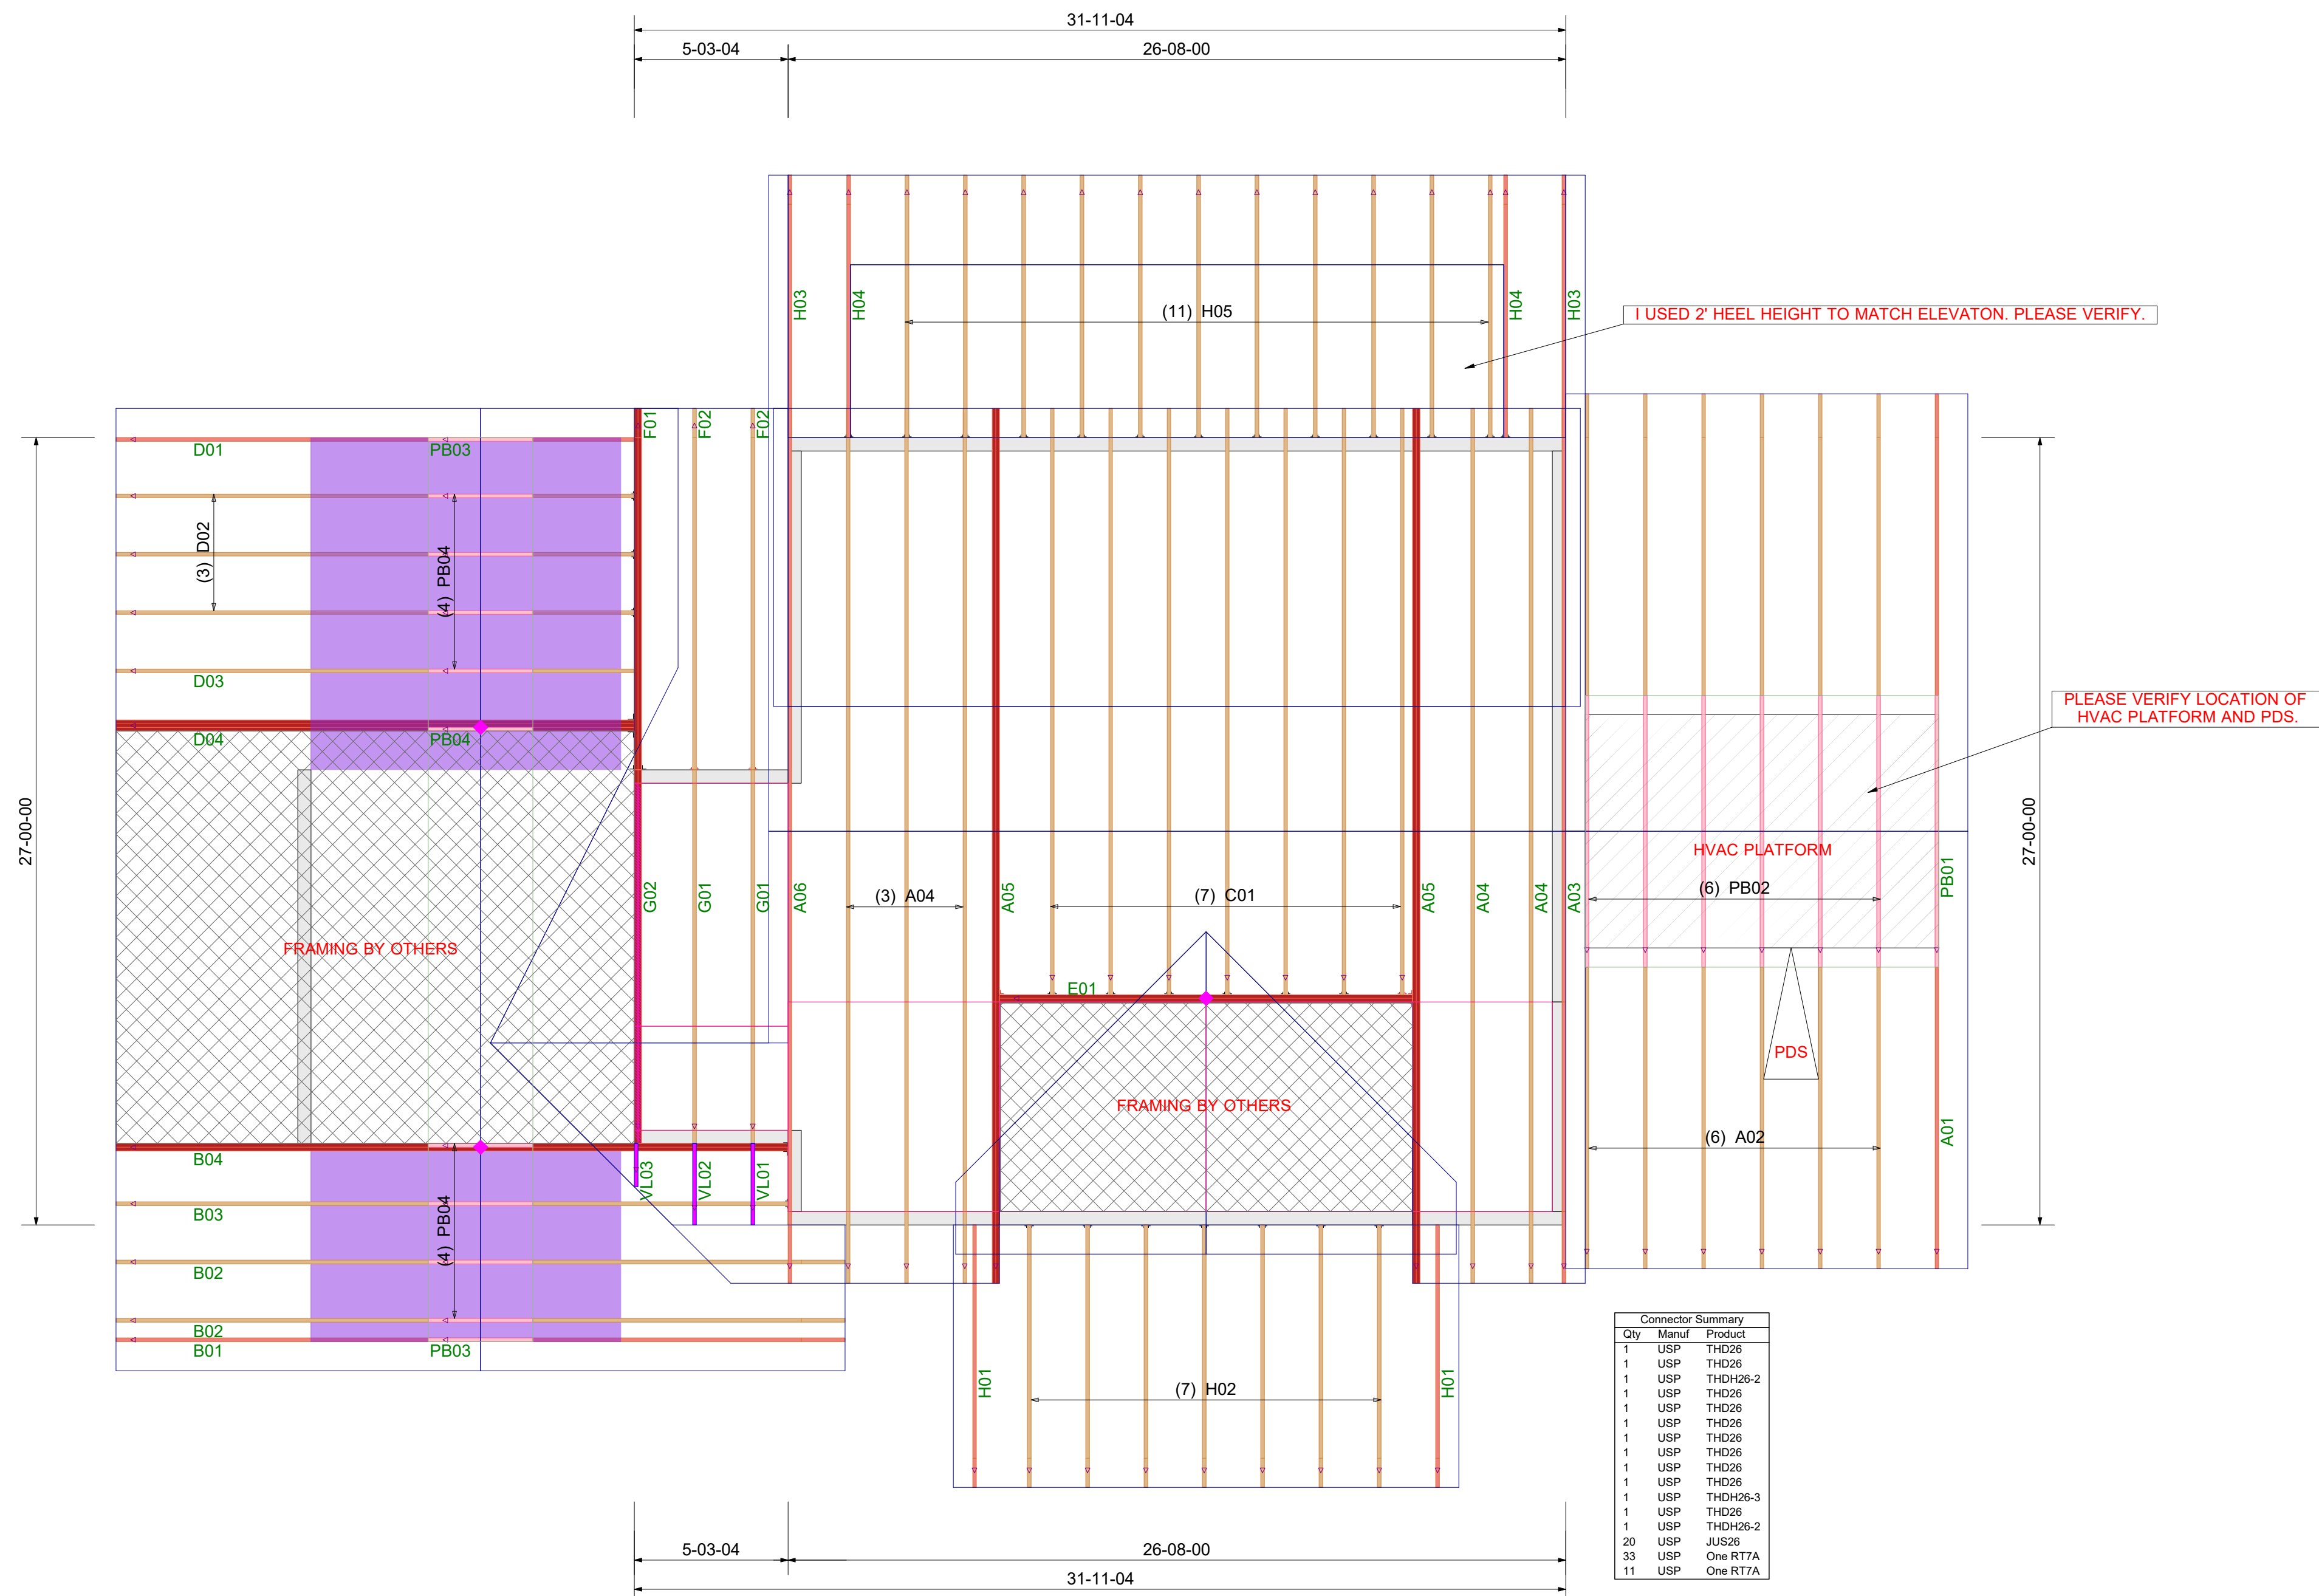 31-11-04
5-03-04
26-08-00
H03
H04
(11) H05
H04
H03
I USED 2' HEEL HEIGHT TO MATCH ELEVATON. PLEASE VERIFY.
D01
PB03
F01
F02
F02
(3) D02
(4) PB04
D03
D04
PB04
PLEASE VERIFY LOCATION OF
HVAC PLATFORM AND PDS.
27-00-00
27-00-00
HVAC PLATFORM
(6) PB02
PB01
G02
G01
G01
A06
(3) A04
A05
(7) C01
A05
A04
A04
A03
FRAMING BY OTHERS
E01
PDS
FRAMING BY OTHERS
(6) A02
A01
B04
VL03
VL02
VL01
B03
(4) PB04
B02
B02
B01
PB03
H01
(7) H02
H01
Connector Summary
Qty Manuf Product
1 USP THD26
1 USP THD26
1 USP THDH26-2
1 USP THD26
1 USP THD26
1 USP THD26
1 USP THD26
1 USP THD26
1 USP THD26
1 USP THD26
1 USP THDH26-3
1 USP THD26
1 USP THDH26-2
20 USP JUS26
33 USP One RT7A
11 USP One RT7A
5-03-04
26-08-00
31-11-04